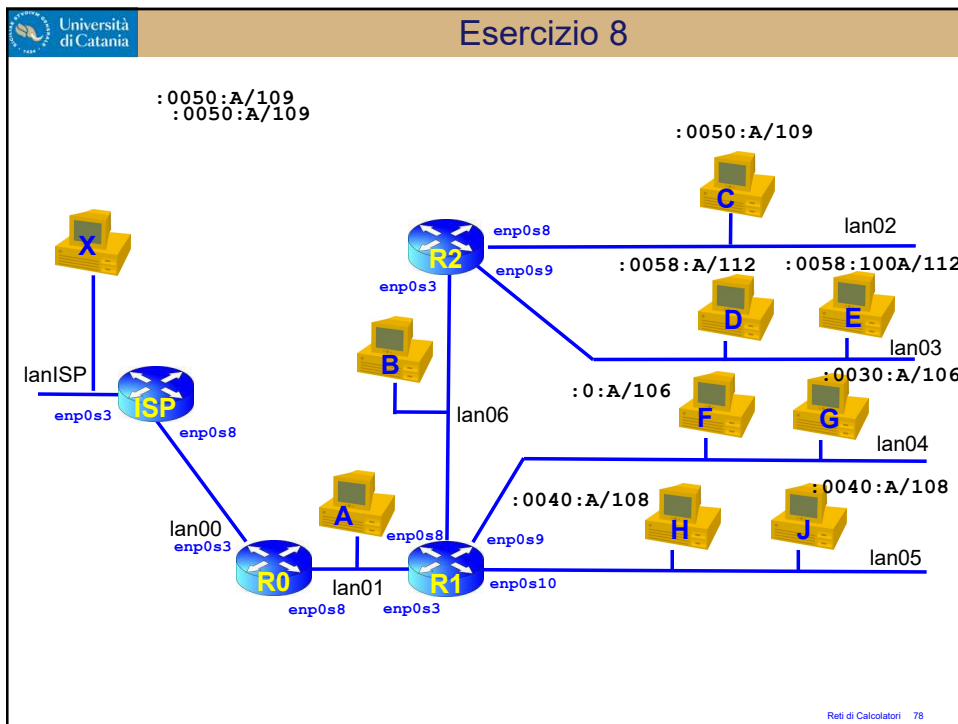 Università
di Catania
Esercizio 8
:0050:A/109
:0050:A/109
:0050:A/109
C
X
enp0s8
lan02
R2
enp0s9
:0058:A/112
:0058:100A/112
enp0s3
D
E
B
lan03
lanISP
:0030:A/106
enp0s3
ISP
:0:A/106
enp0s8
lan06
F
G
lan04
:0040:A/108
:0040:A/108
A
H
J
lan00
enp0s8
enp0s9
enp0s3
lan05
R0
lan01
R1
enp0s10
enp0s8
enp0s3
Reti di Calcolatori 78